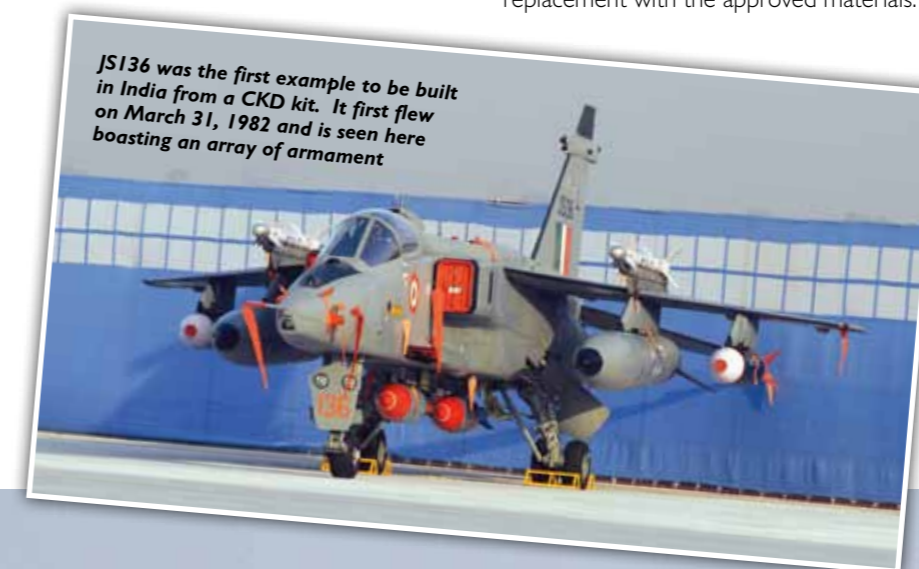 replacement with the approved materials.
JS136 was the first example to be built
in India from a CKD kit. It first flew
on March 31, 1982 and is seen here
boasting an array of armament
136